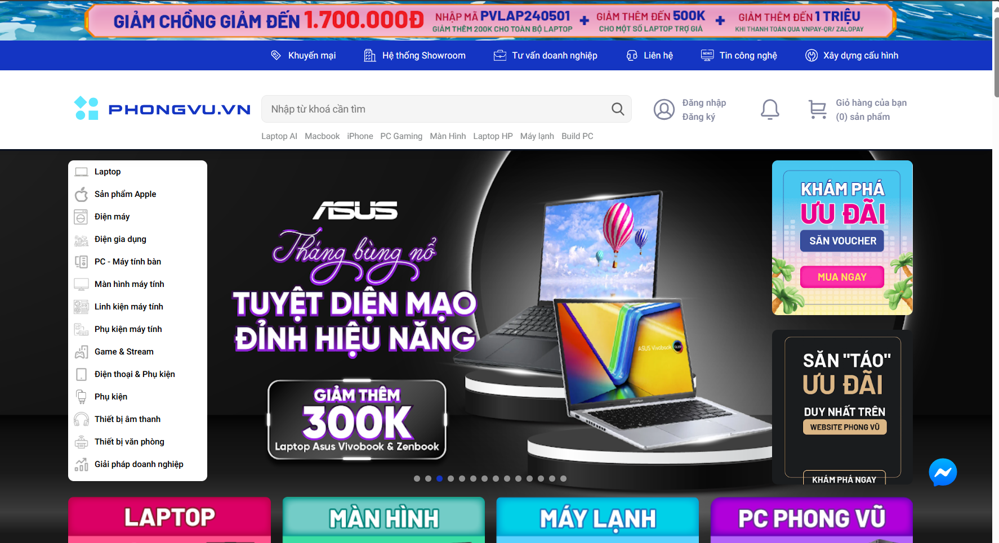 GIẢM CHỒNG GIẢM ĐẾN 1.700.000Đ
NHẬP MÃ PVLAP240501
GIẢM THÊM 200K CHO TOÀN BỘ LAPTOP
+
GIẢM THÊM ĐẾN 500K
CHO MỘT SỐ LAPTOP TRỢ GIÁ
+
GIẢM THÊM ĐẾN 1 TRIỆU
KHI THANH TOÁN QUA VNPAY-QR/ ZALOPAY
Khuyến mại
Hệ thống Showroom
Tư vấn doanh nghiệp
Liên hệ
NEWS
Tin công nghệ
Xây dựng cấu hình
PHONGVU.VN
Nhập từ khoá cần tìm
Đăng nhập
Đăng ký
Giỏ hàng của bạn
(0) sản phẩm
Laptop AI Macbook iPhone PC Gaming Màn Hình Laptop HP Máy lạnh Build PC
Laptop
Sản phẩm Apple
Điện máy
Điện gia dụng
PC - Máy tính bàn
Màn hình máy tính
Linh kiện máy tính
Phụ kiện máy tính
Game & Stream
Điện thoại & Phụ kiện
Phụ kiện
Thiết bị âm thanh
Thiết bị văn phòng
Giải pháp doanh nghiệp
ASUS
Tháng bùng nổ
TUYỆT DIỆN MẠO
ĐỈNH HIỆU NĂNG
GIẢM THÊM
300K
Laptop Asus Vivobook & Zenbook
ASUS Vivobook
KHÁM PHÁ
ƯU ĐÃI
SĂN VOUCHER
MUA NGAY
SĂN "TÁO"
ƯU ĐÃI
DUY NHẤT TRÊN
WEBSITE PHONG VŨ
KHÁM PHÁ NGAY
LAPTOP
MÀN HÌNH
MÁY LẠNH
PC PHONG VŨ